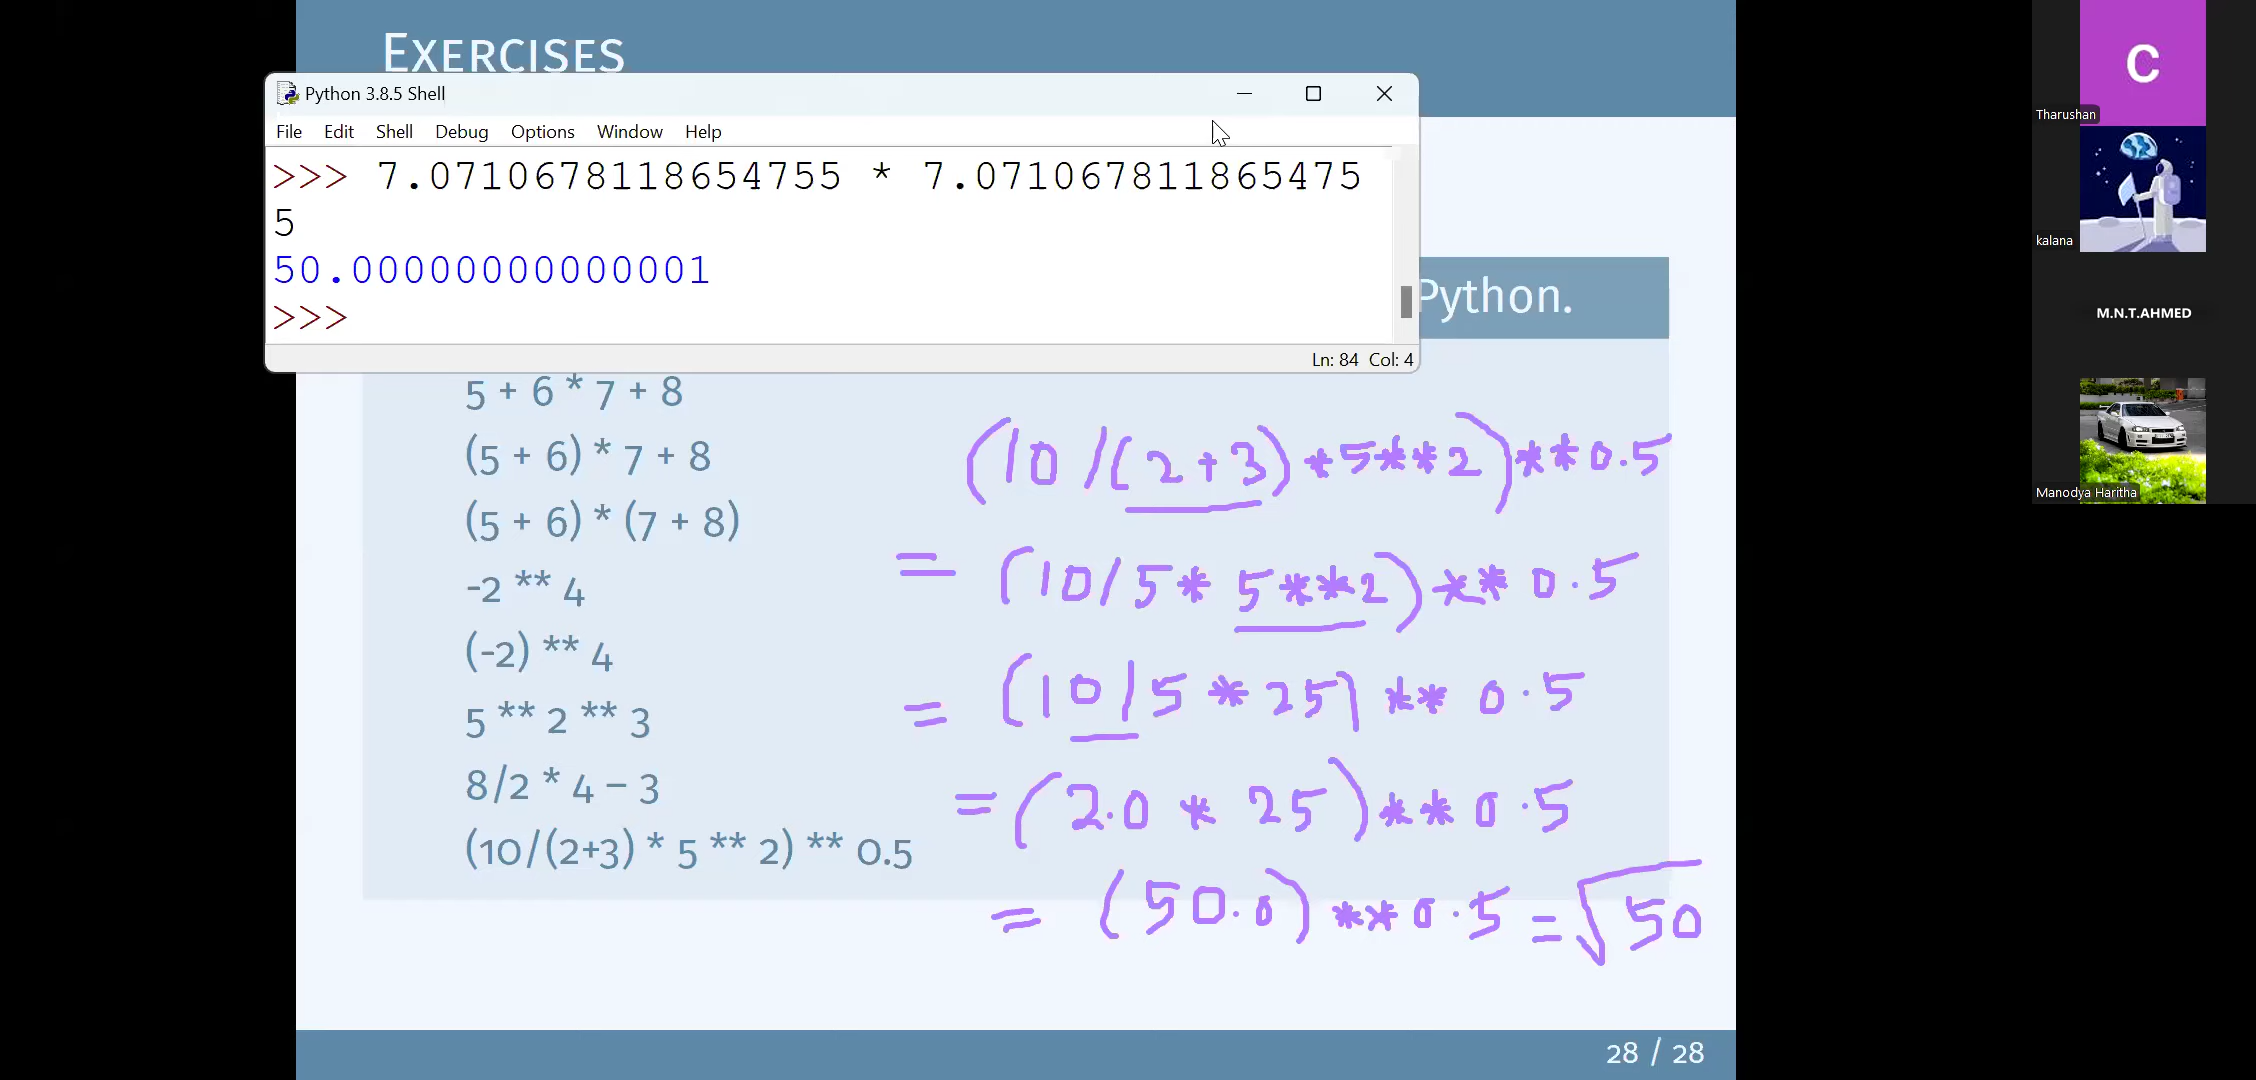 EXERCISES
Python 3.8.5 Shell
File Edit Shell Debug Options Window Help
>>> 7.0710678118654755 * 7.071067811865475
5
50.00000000000001
>>>
Ln: 84 Col: 4
Python.
5 + 6 * 7 + 8
(5 + 6) * 7 + 8
(5 + 6) * (7 + 8)
-2 ** 4
(-2) ** 4
5 ** 2 ** 3
8/2 * 4 – 3
(10/(2+3) * 5 ** 2) ** 0.5
(10/(2+3)*5**2)**0.5
= (10/5*5**2)**0.5
= (10/5*25)**0.5
= (2.0*25)**0.5
= (50.0)**0.5 = √50
28 / 28
C
Tharushan
kalana
M.N.T.AHMED
Manodya Haritha